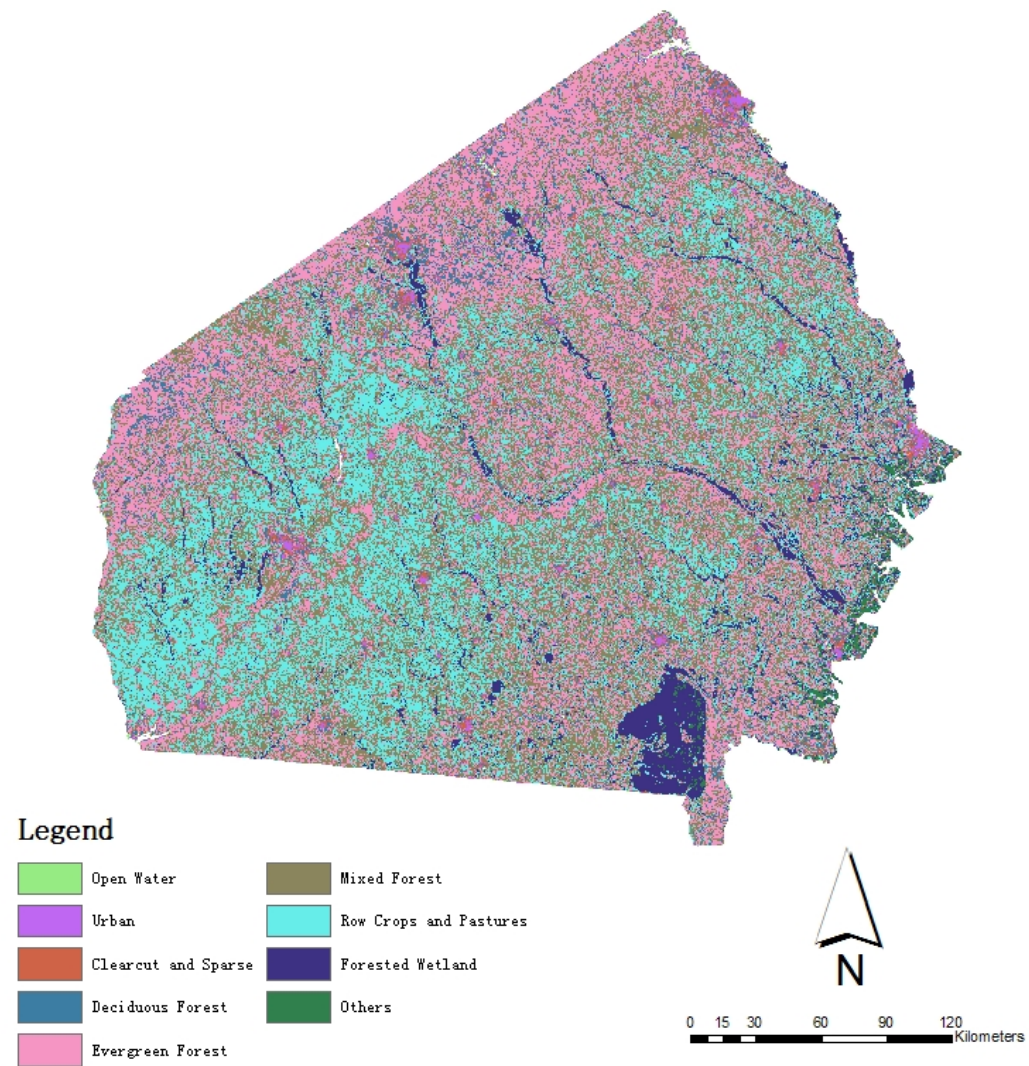 Legend
Open Water
Urban
Clearcut and Sparse
Deciduous Forest
Evergreen Forest
Mixed Forest
Row Crops and Pastures
Forested Wetland
Others
N
0 15 30 60 90 120
Kilometers